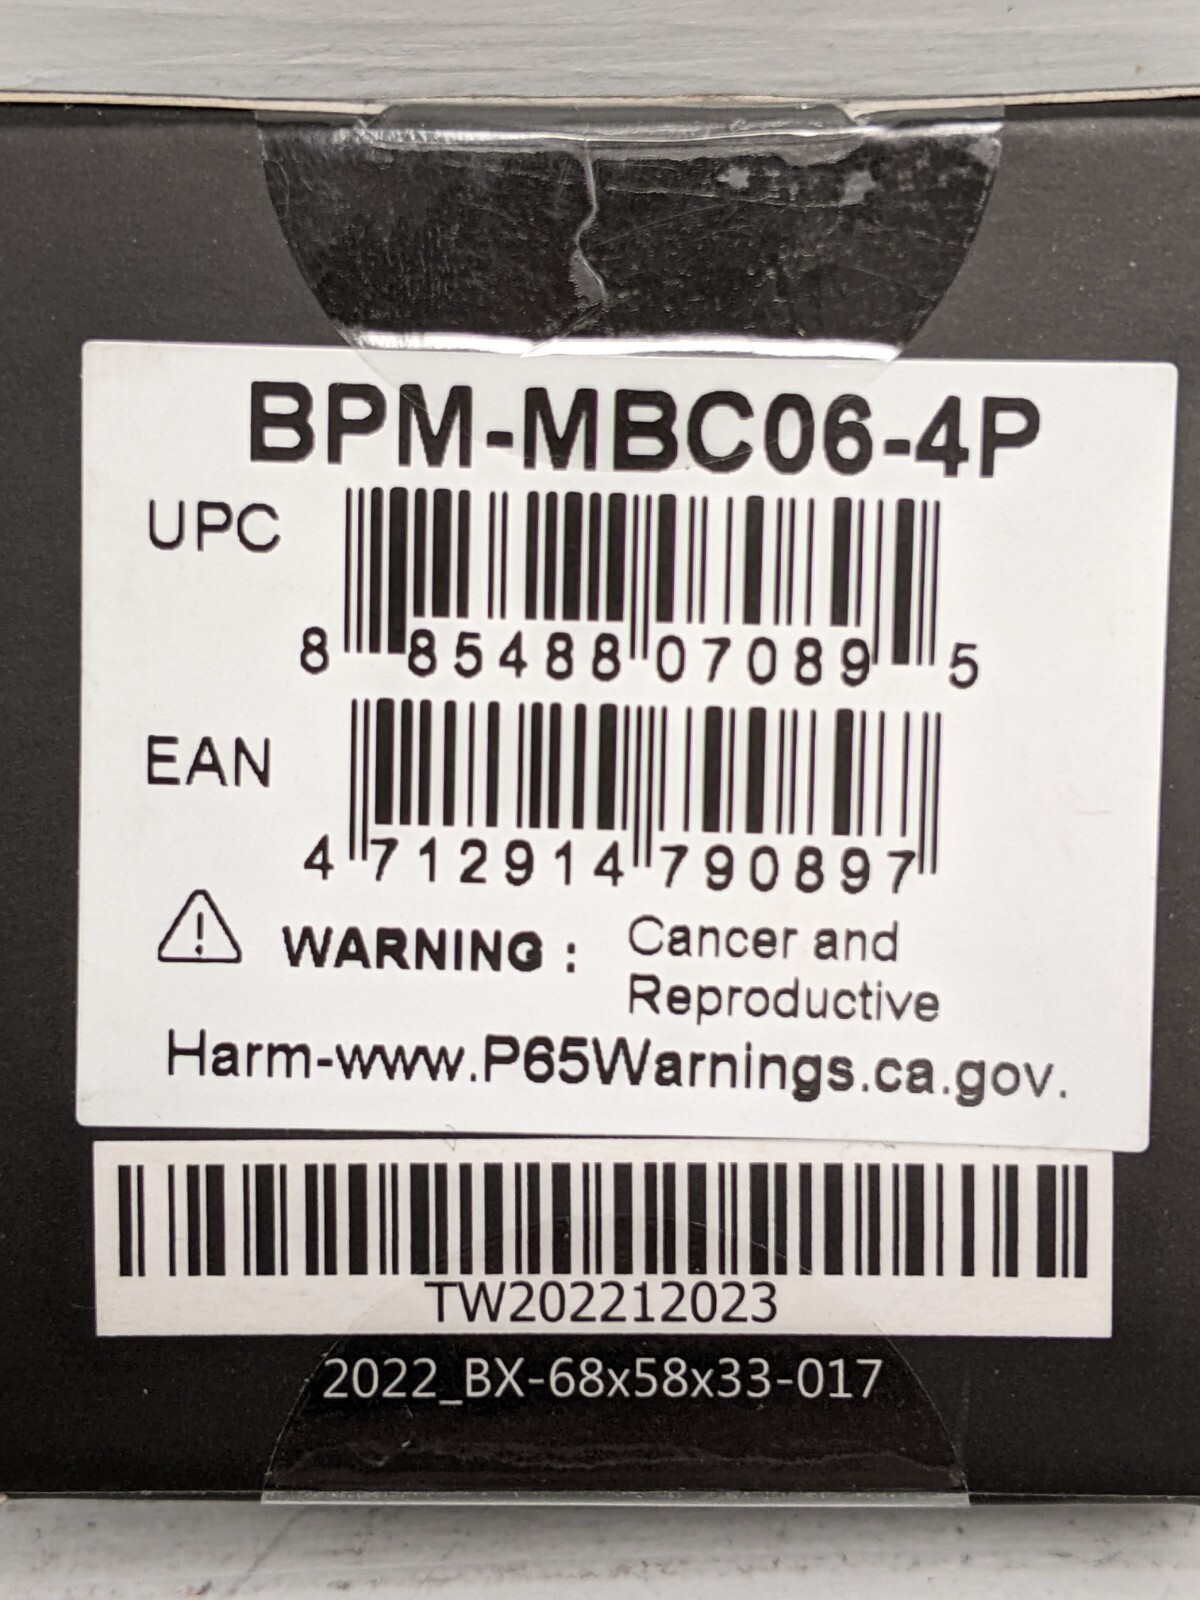 BPM-MBC06-4P
UPC
8 85488 07089 5
EAN
4 712914 790897
WARNING : Cancer and
Reproductive
Harm-www.P65Warnings.ca.gov.
TW202212023
2022_BX-68x58x33-017